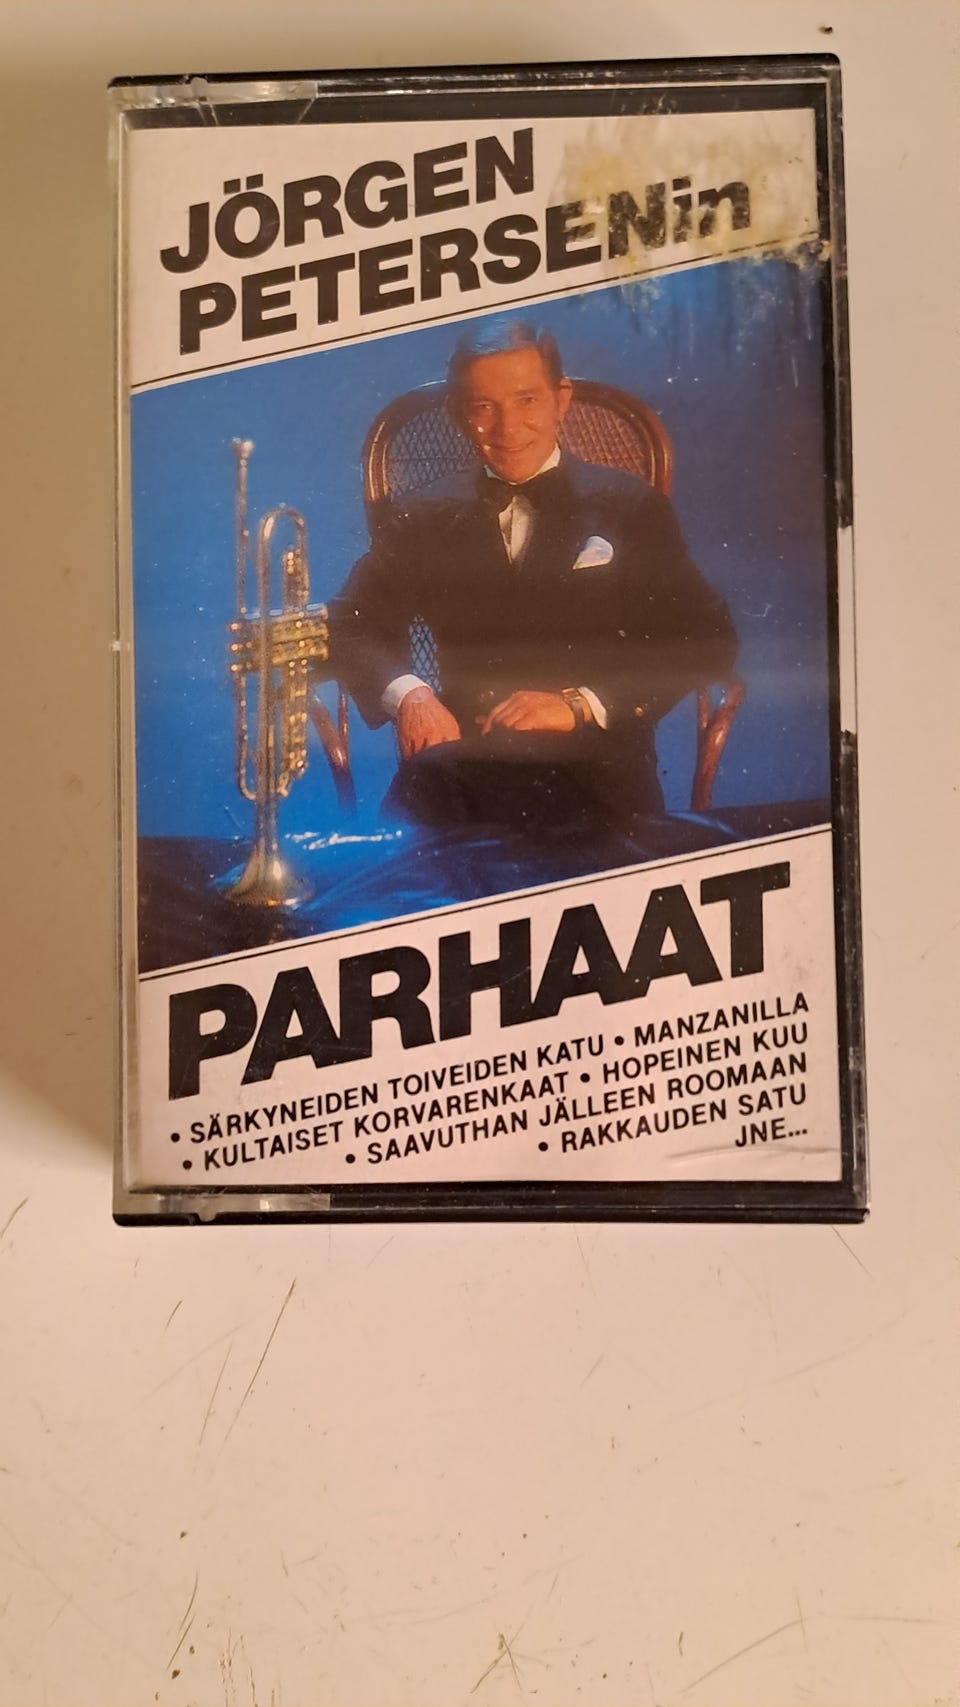 JÖRGEN
PETERSENin
PARHAAT
• SÄRKYNEIDEN TOIVEIDEN KATU • MANZANILLA
• KULTAISET KORVARENKAAT • HOPEINEN KUU
• SAAVUTHAN JÄLLEEN ROOMAAN
• RAKKAUDEN SATU
JNE...